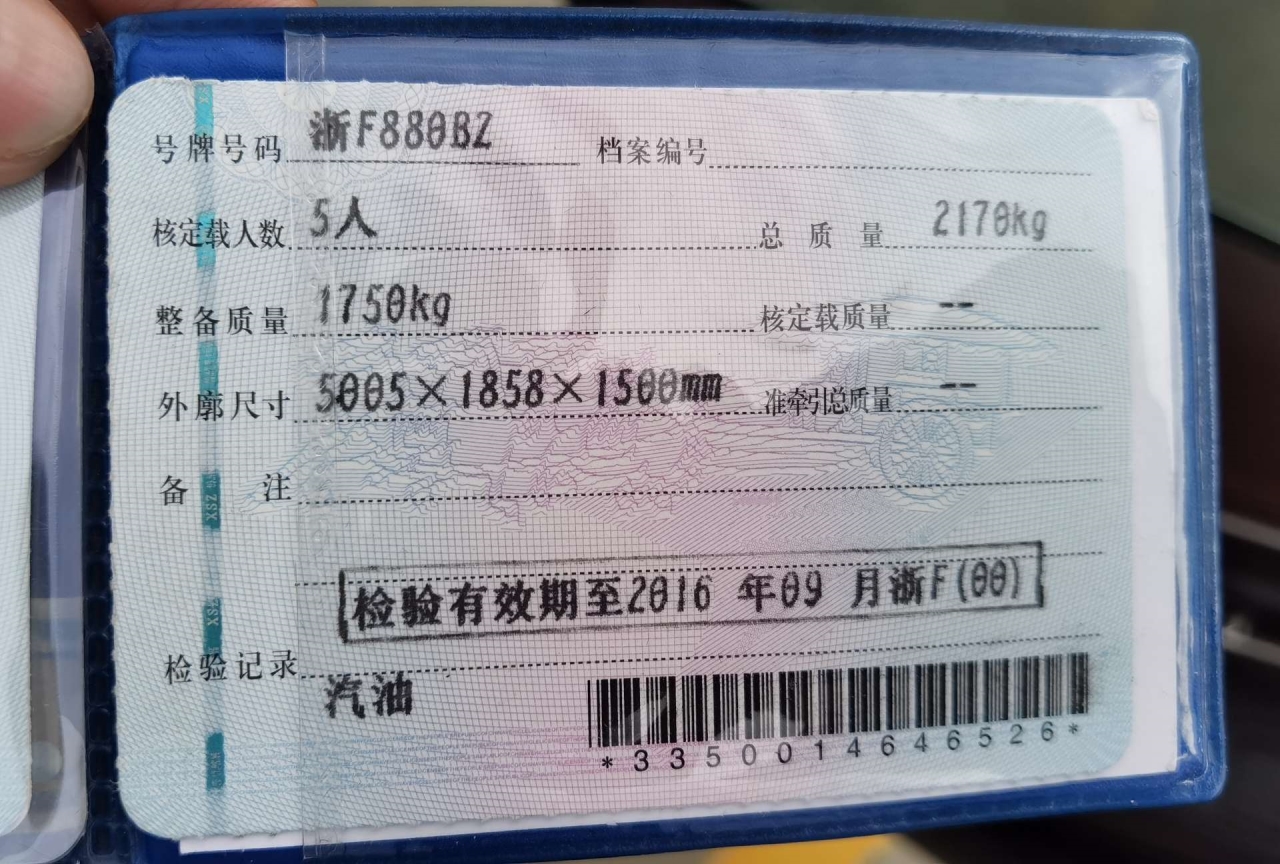 号牌号码 浙F880BZ 档案编号
核定载人数 5人 总质量 2170kg
整备质量 1750kg 核定载质量 --
外廓尺寸 5005×1858×1500mm 准牵引总质量 --
备注
检验有效期至2016 年09 月浙F(00)
检验记录
汽油
*3350014646526*
XSZ